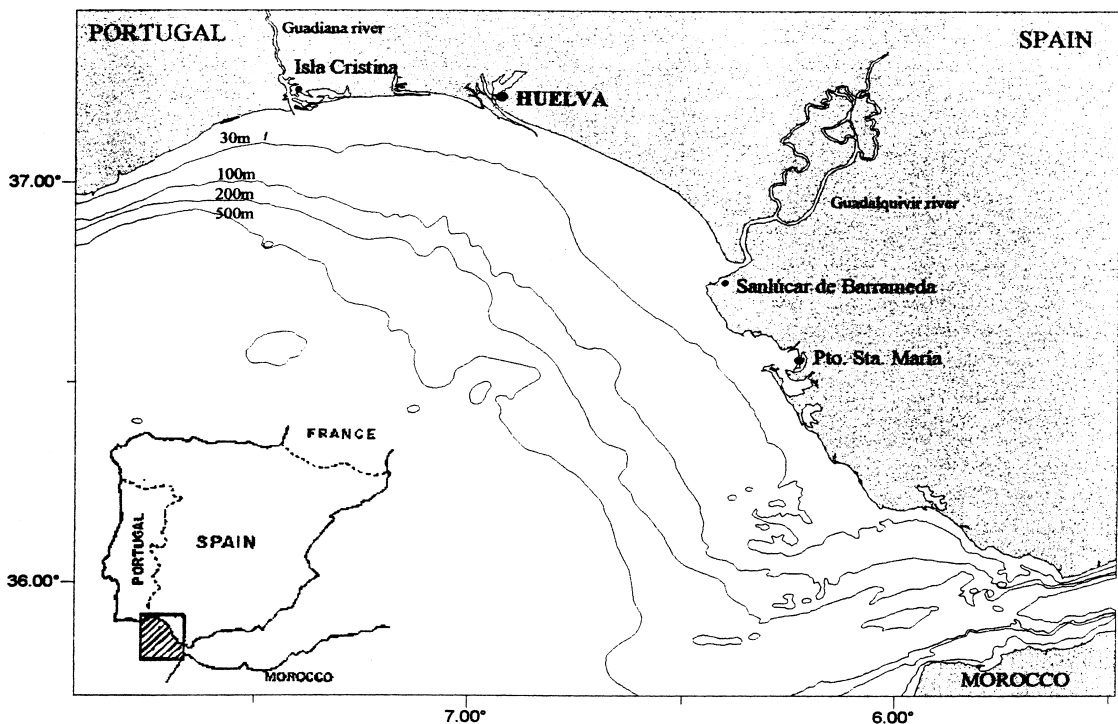 PORTUGAL
Guadiana river
SPAIN
Isla Cristina
HUELVA
30m
37.00°
100m
200m
500m
Guadalquivir river
Sanlúcar de Barrameda
Pto. Sta. María
FRANCE
PORTUGAL
SPAIN
36.00°
MOROCCO
MOROCCO
7.00°
6.00°